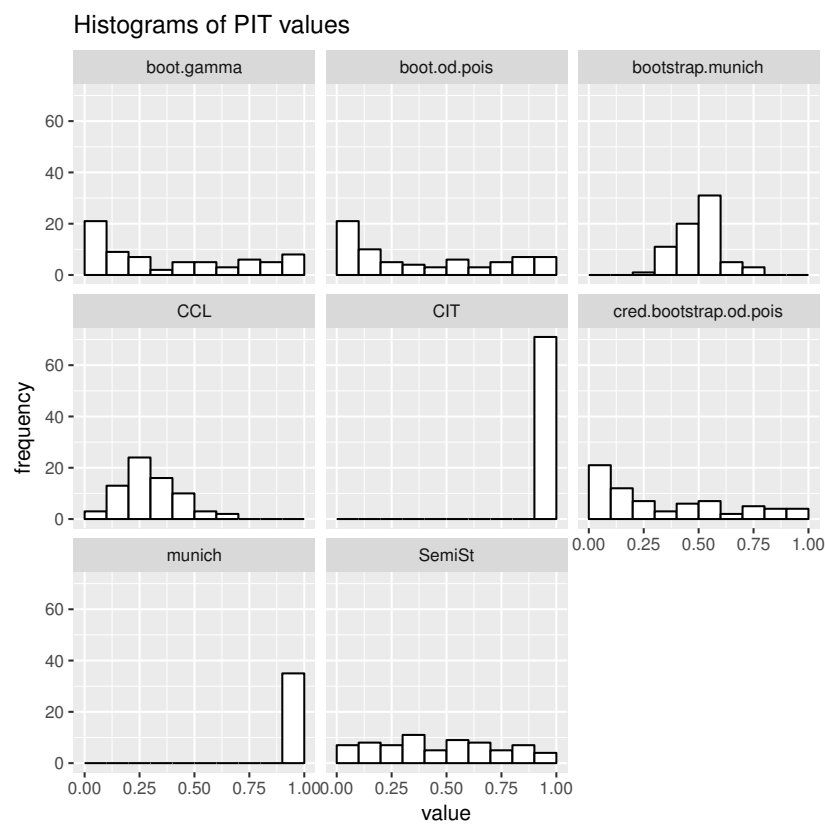 Histograms of PIT values
boot.gamma
boot.od.pois
bootstrap.munich
60
40
20
0
CCL
CIT
cred.bootstrap.od.pois
60
40
20
0
frequency
0.00 0.25 0.50 0.75 1.00
munich
SemiSt
60
40
20
0
0.00 0.25 0.50 0.75 1.00
0.00 0.25 0.50 0.75 1.00
value